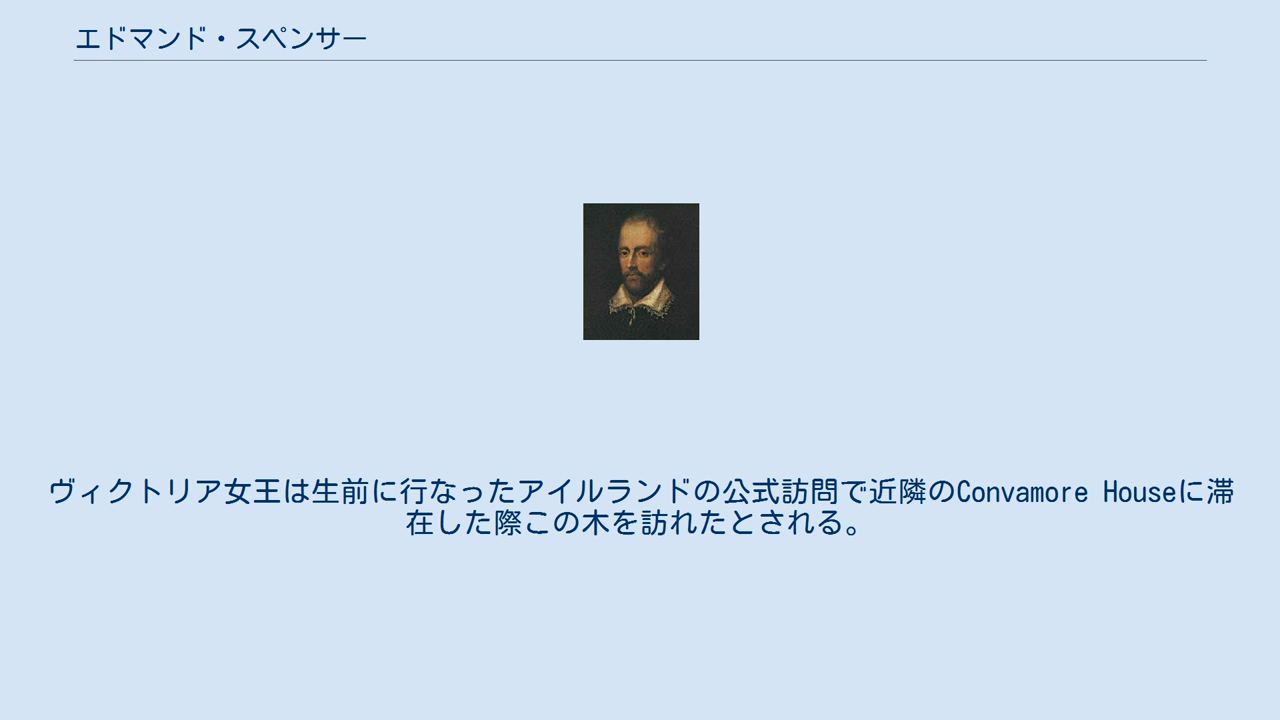 エドマンド・スペンサー
ヴィクトリア女王は生前に行なったアイルランドの公式訪問で近隣のConvamore Houseに滞
在した際この木を訪れたとされる。